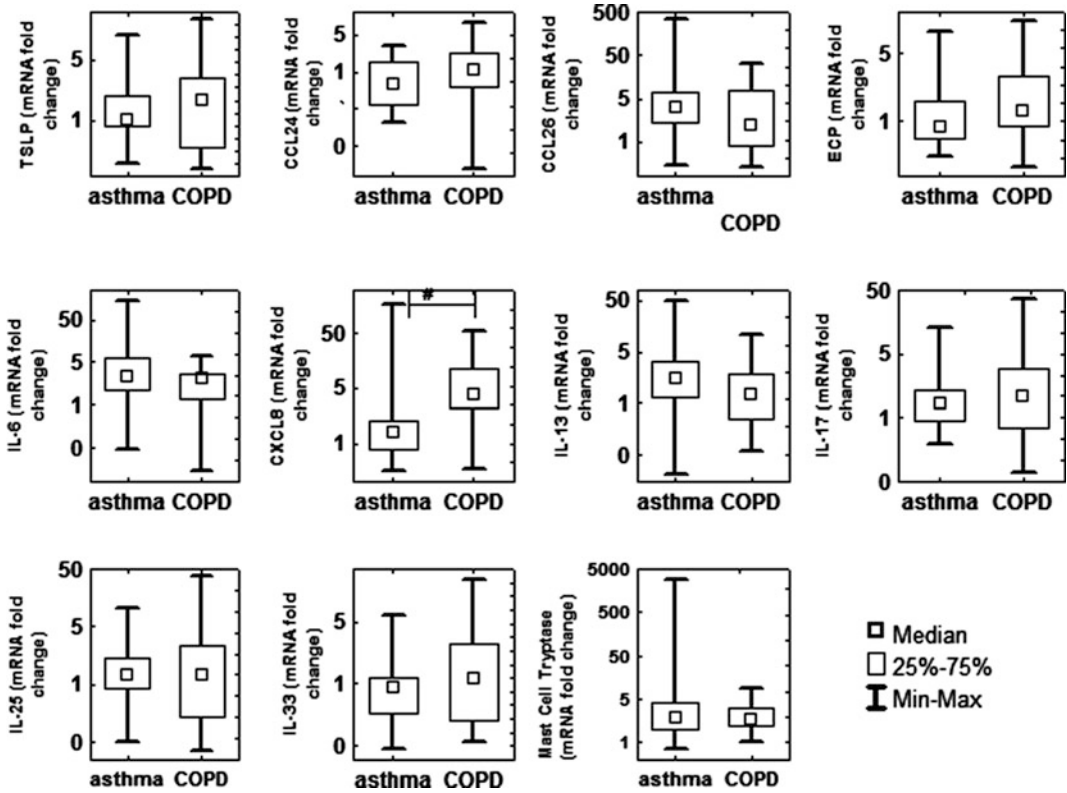 TSLP (mRNA fold
change)
5
1
asthma COPD
CCL24 (mRNA fold
change)
5
1
0
asthma COPD
CCL26 (mRNA fold
change)
500
50
5
1
asthma
COPD
ECP (mRNA fold
change)
5
1
asthma COPD
IL-6 (mRNA fold
change)
50
5
1
0
asthma COPD
CXCL8 (mRNA fold
change)
50
5
1
#
asthma COPD
IL-13 (mRNA fold
change)
50
5
1
0
asthma COPD
IL-17 (mRNA fold
change)
50
5
1
0
asthma COPD
IL-25 (mRNA fold
change)
50
5
1
0
asthma COPD
IL-33 (mRNA fold
change)
5
1
0
asthma COPD
Mast Cell Tryptase
(mRNA fold change)
5000
500
50
5
1
asthma COPD
Median
25%-75%
Min-Max